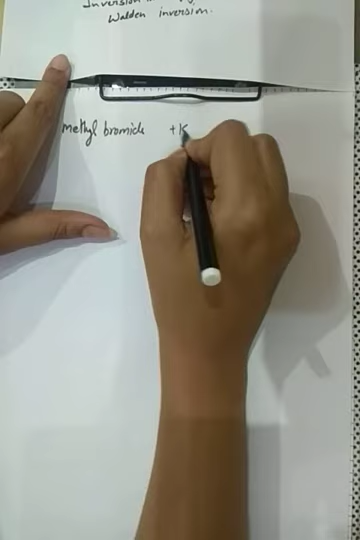 Walden inversion.
methyl bromide + K